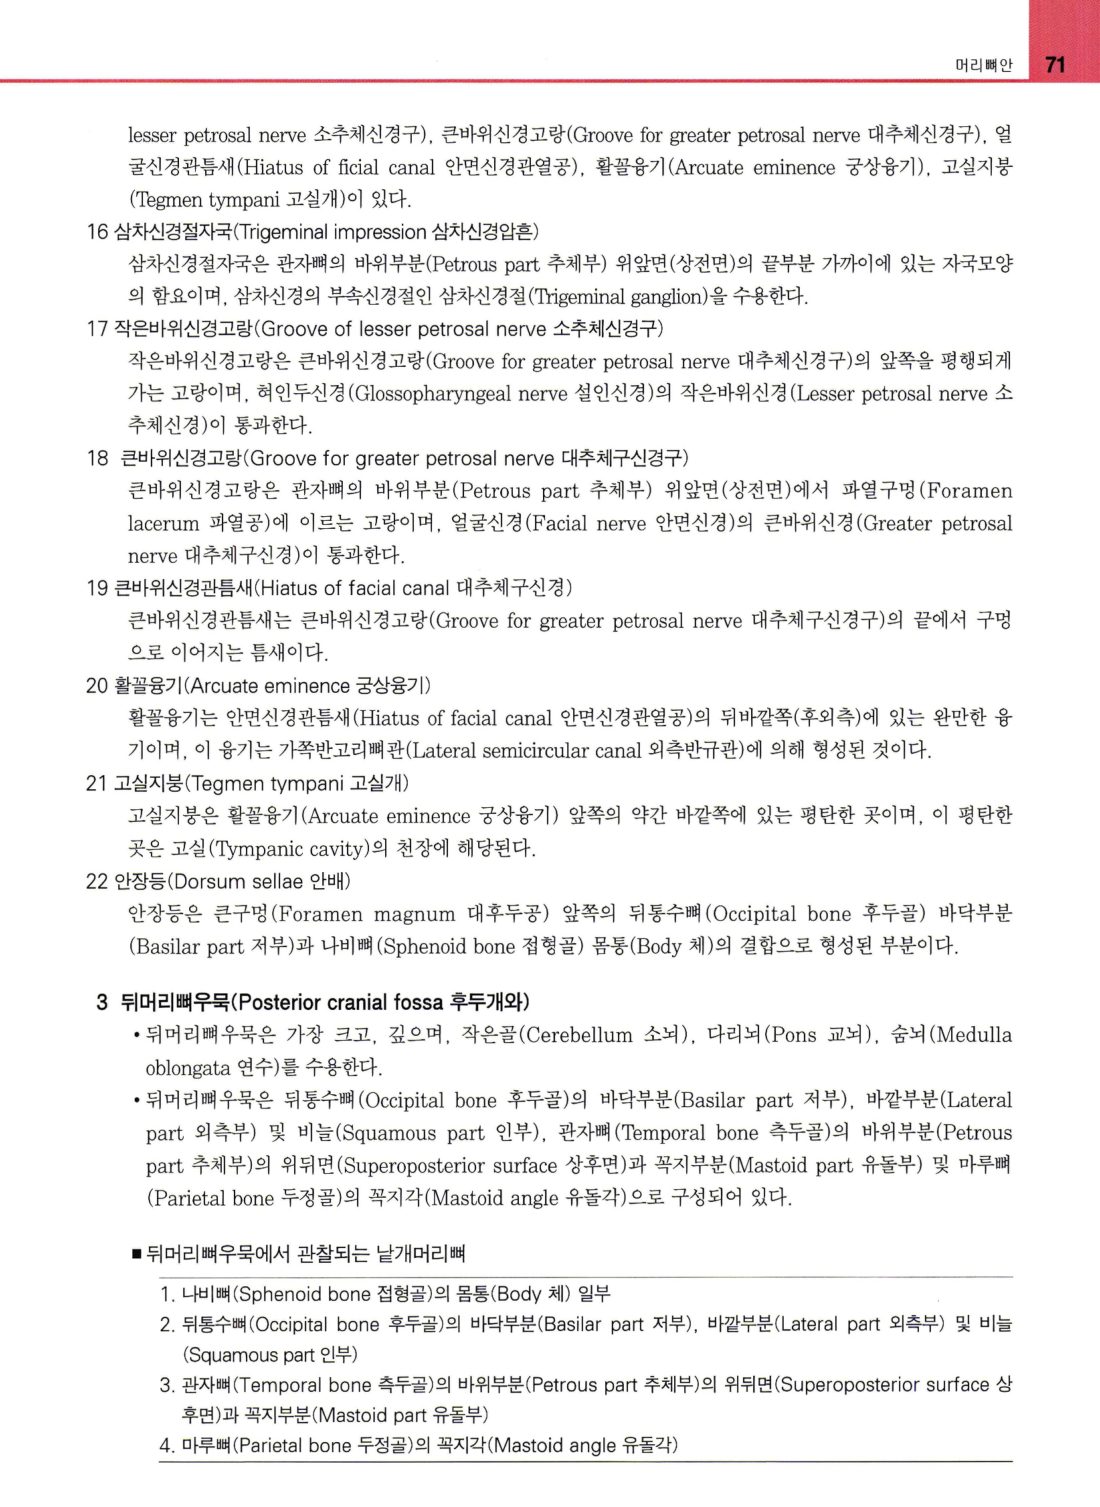 머리뼈안 71
lesser petrosal nerve 소추체신경구), 큰바위신경고랑(Groove for greater petrosal nerve 대추체신경구), 얼
굴신경관틈새(Hiatus of ficial canal 안면신경관열공), 활꼴융기(Arcuate eminence 궁상융기), 고실지붕
(Tegmen tympani 고실개)이 있다.
16 삼차신경절자국(Trigeminal impression 삼차신경압흔)
삼차신경절자국은 관자뼈의 바위부분(Petrous part 추체부) 위앞면(상전면)의 끝부분 가까이에 있는 자국모양
의 함요이며, 삼차신경의 부속신경절인 삼차신경절(Trigeminal ganglion)을 수용한다.
17 작은바위신경고랑(Groove of lesser petrosal nerve 소추체신경구)
작은바위신경고랑은 큰바위신경고랑(Groove for greater petrosal nerve 대추체신경구)의 앞쪽을 평행되게
가는 고랑이며, 혀인두신경(Glossopharyngeal nerve 설인신경)의 작은바위신경(Lesser petrosal nerve 소
추체신경)이 통과한다.
18 큰바위신경고랑(Groove for greater petrosal nerve 대추체구신경구)
큰바위신경고랑은 관자뼈의 바위부분(Petrous part 추체부) 위앞면(상전면)에서 파열구멍(Foramen
lacerum 파열공)에 이르는 고랑이며, 얼굴신경(Facial nerve 안면신경)의 큰바위신경(Greater petrosal
nerve 대추체구신경)이 통과한다.
19 큰바위신경관틈새(Hiatus of facial canal 대추체구신경)
큰바위신경관틈새는 큰바위신경고랑(Groove for greater petrosal nerve 대추체구신경구)의 끝에서 구멍
으로 이어지는 틈새이다.
20 활꼴융기(Arcuate eminence 궁상융기)
활꼴융기는 안면신경관틈새(Hiatus of facial canal 안면신경관열공)의 뒤바깥쪽(후외측)에 있는 완만한 융
기이며, 이 융기는 가쪽반고리뼈관(Lateral semicircular canal 외측반규관)에 의해 형성된 것이다.
21 고실지붕(Tegmen tympani 고실개)
고실지붕은 활꼴융기(Arcuate eminence 궁상융기) 앞쪽의 약간 바깥쪽에 있는 평탄한 곳이며, 이 평탄한
곳은 고실(Tympanic cavity)의 천장에 해당된다.
22 안장등(Dorsum sellae 안배)
안장등은 큰구멍(Foramen magnum 대후두공) 앞쪽의 뒤통수뼈(Occipital bone 후두골) 바닥부분
(Basilar part 저부)과 나비뼈(Sphenoid bone 접형골) 몸통(Body 체)의 결합으로 형성된 부분이다.
3 뒤머리뼈우묵(Posterior cranial fossa 후두개와)
• 뒤머리뼈우묵은 가장 크고, 깊으며, 작은골(Cerebellum 소뇌), 다리뇌(Pons 교뇌), 숨뇌(Medulla
oblongata 연수)를 수용한다.
• 뒤머리뼈우묵은 뒤통수뼈(Occipital bone 후두골)의 바닥부분(Basilar part 저부), 바깥부분(Lateral
part 외측부) 및 비늘(Squamous part 인부), 관자뼈(Temporal bone 측두골)의 바위부분(Petrous
part 추체부)의 위뒤면(Superoposterior surface 상후면)과 꼭지부분(Mastoid part 유돌부) 및 마루뼈
(Parietal bone 두정골)의 꼭지각(Mastoid angle 유돌각)으로 구성되어 있다.
■ 뒤머리뼈우묵에서 관찰되는 낱개머리뼈
1. 나비뼈(Sphenoid bone 접형골)의 몸통(Body 체) 일부
2. 뒤통수뼈(Occipital bone 후두골)의 바닥부분(Basilar part 저부), 바깥부분(Lateral part 외측부) 및 비늘
(Squamous part 인부)
3. 관자뼈(Temporal bone 측두골)의 바위부분(Petrous part 추체부)의 위뒤면(Superoposterior surface 상
후면)과 꼭지부분(Mastoid part 유돌부)
4. 마루뼈(Parietal bone 두정골)의 꼭지각(Mastoid angle 유돌각)